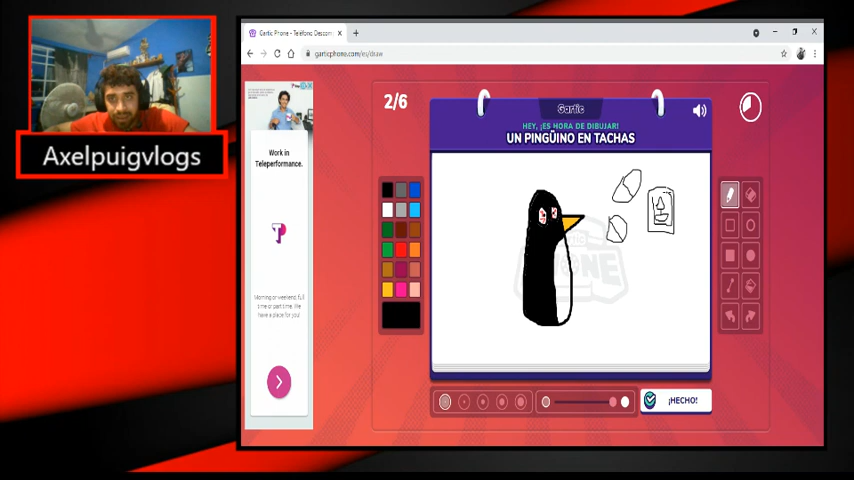 Gartic Phone - Teléfono Descom
garticphone.com/es/draw
Axelpuigvlogs
Work in
Teleperformance.
Morning or weekend, full
time or part time. We
have a place for you!
2/6
Gartic
HEY, ¡ES HORA DE DIBUJAR!
UN PINGÜINO EN TACHAS
¡HECHO!